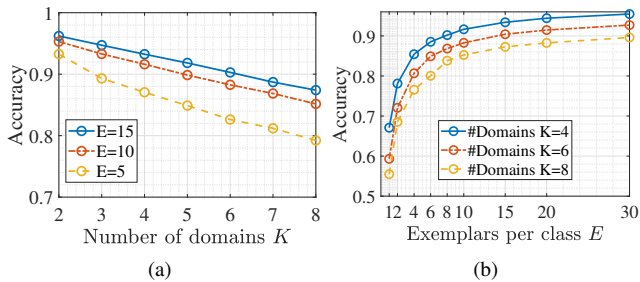 1
0.9
0.8
0.7
Accuracy
E=15
E=10
E=5
2 3 4 5 6 7 8
Number of domains K
(a)
0.9
0.8
0.7
0.6
0.5
Accuracy
#Domains K=4
#Domains K=6
#Domains K=8
1 2 4 6 8 10 15 20 30
Exemplars per class E
(b)